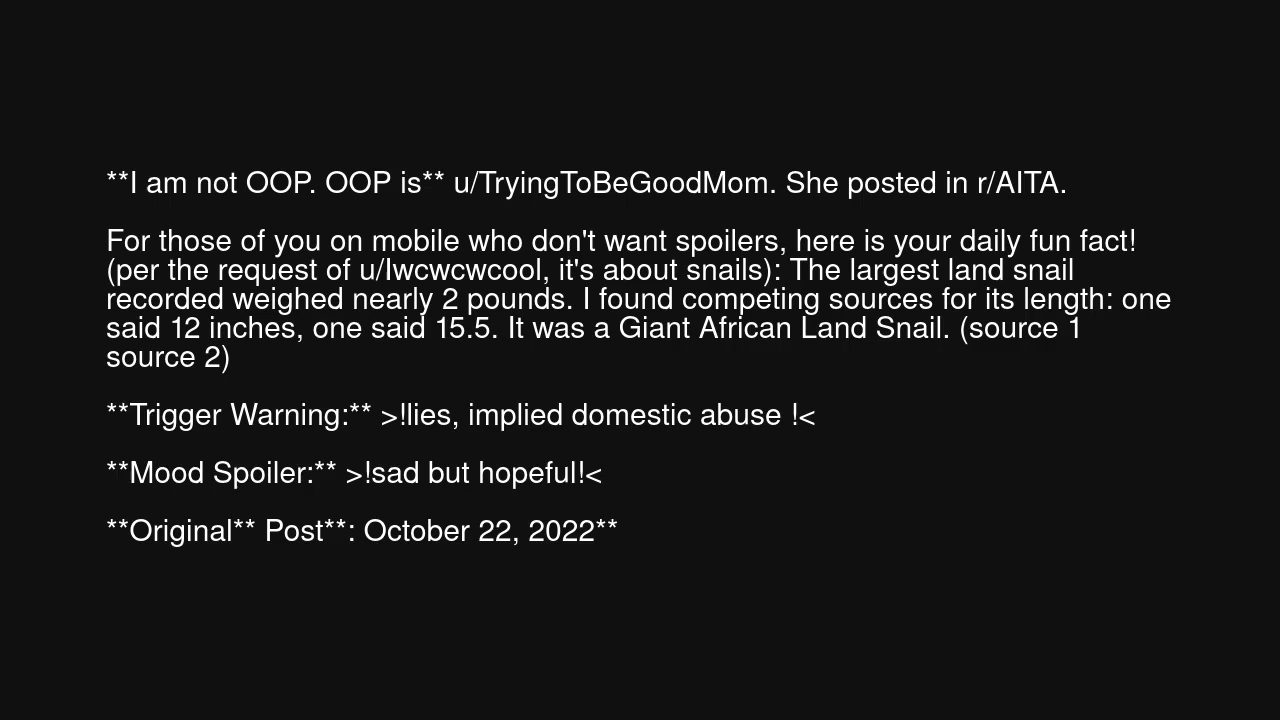 **I am not OOP. OOP is** u/TryingToBeGoodMom. She posted in r/AITA.
For those of you on mobile who don't want spoilers, here is your daily fun fact!
(per the request of u/lwcwcwcool, it's about snails): The largest land snail
recorded weighed nearly 2 pounds. I found competing sources for its length: one
said 12 inches, one said 15.5. It was a Giant African Land Snail. (source 1
source 2)
**Trigger Warning:** >!lies, implied domestic abuse !<
**Mood Spoiler:** >!sad but hopeful!<
**Original** Post**: October 22, 2022**